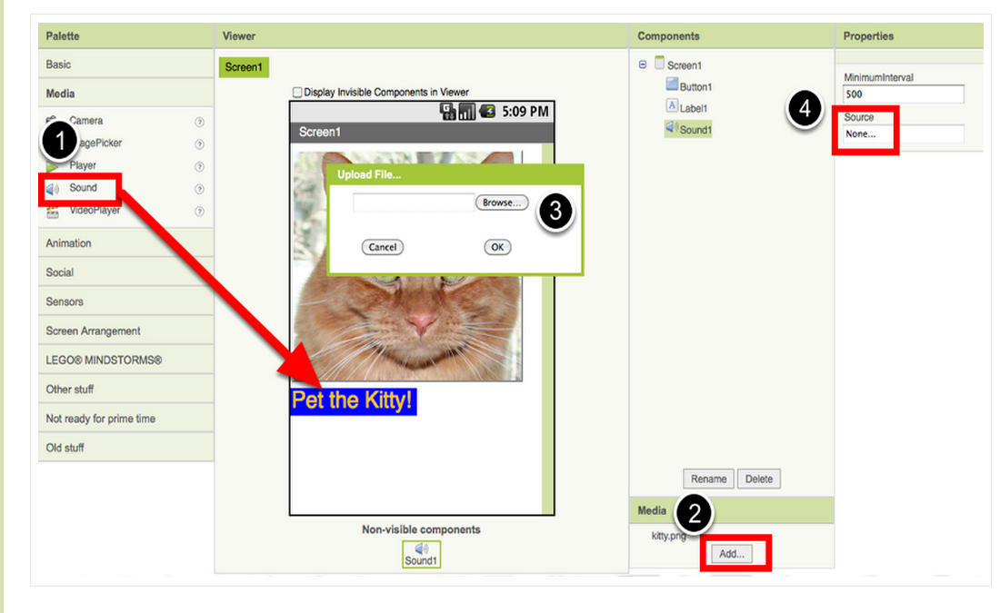 Palette
Basic
Media
Camera
agePicker
Player
Sound
VideoPlayer
Animation
Social
Sensors
Screen Arrangement
LEGO® MINDSTORMS®
Other stuff
Not ready for prime time
Old stuff
1
Viewer
Screen1
Display Invisible Components in Viewer
5:09 PM
Screen1
Upload File...
Browse...
3
Cancel
OK
Pet the Kitty!
Non-visible components
Sound1
Components
Screen1
Button1
A Label1
Sound1
Rename Delete
Media
2
kitty.png
Add...
Properties
MinimumInterval
500
4
Source
None...